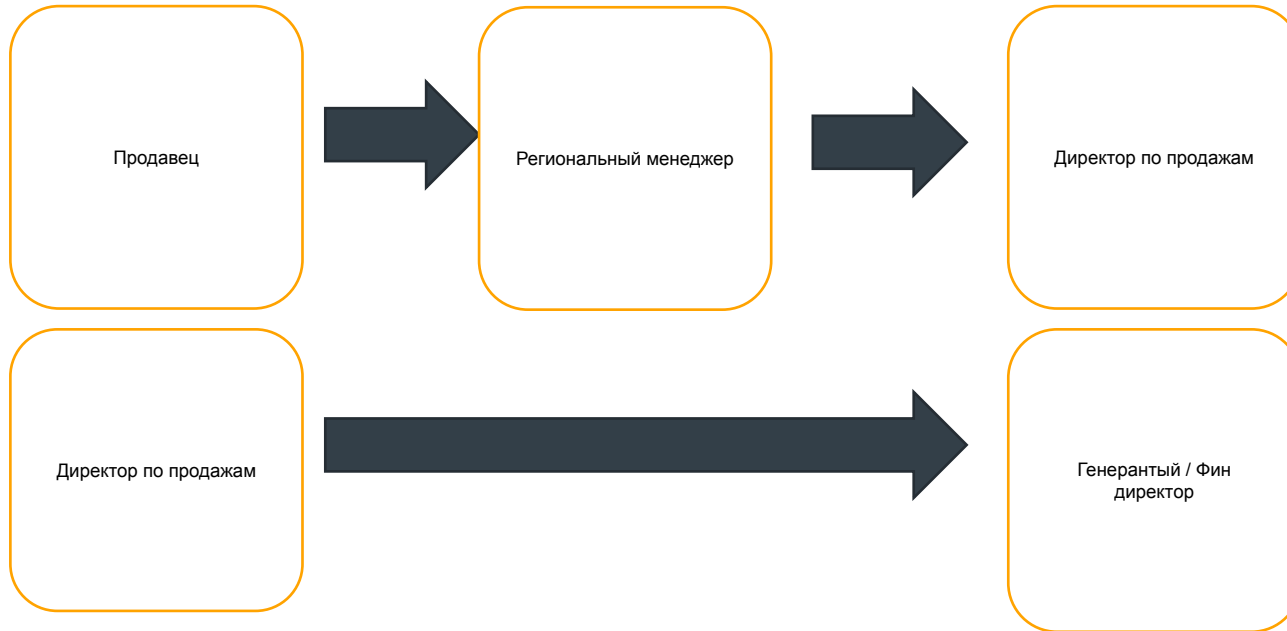 Продавец
Региональный менеджер
Директор по продажам
Директор по продажам
Генерантый / Фин
директор